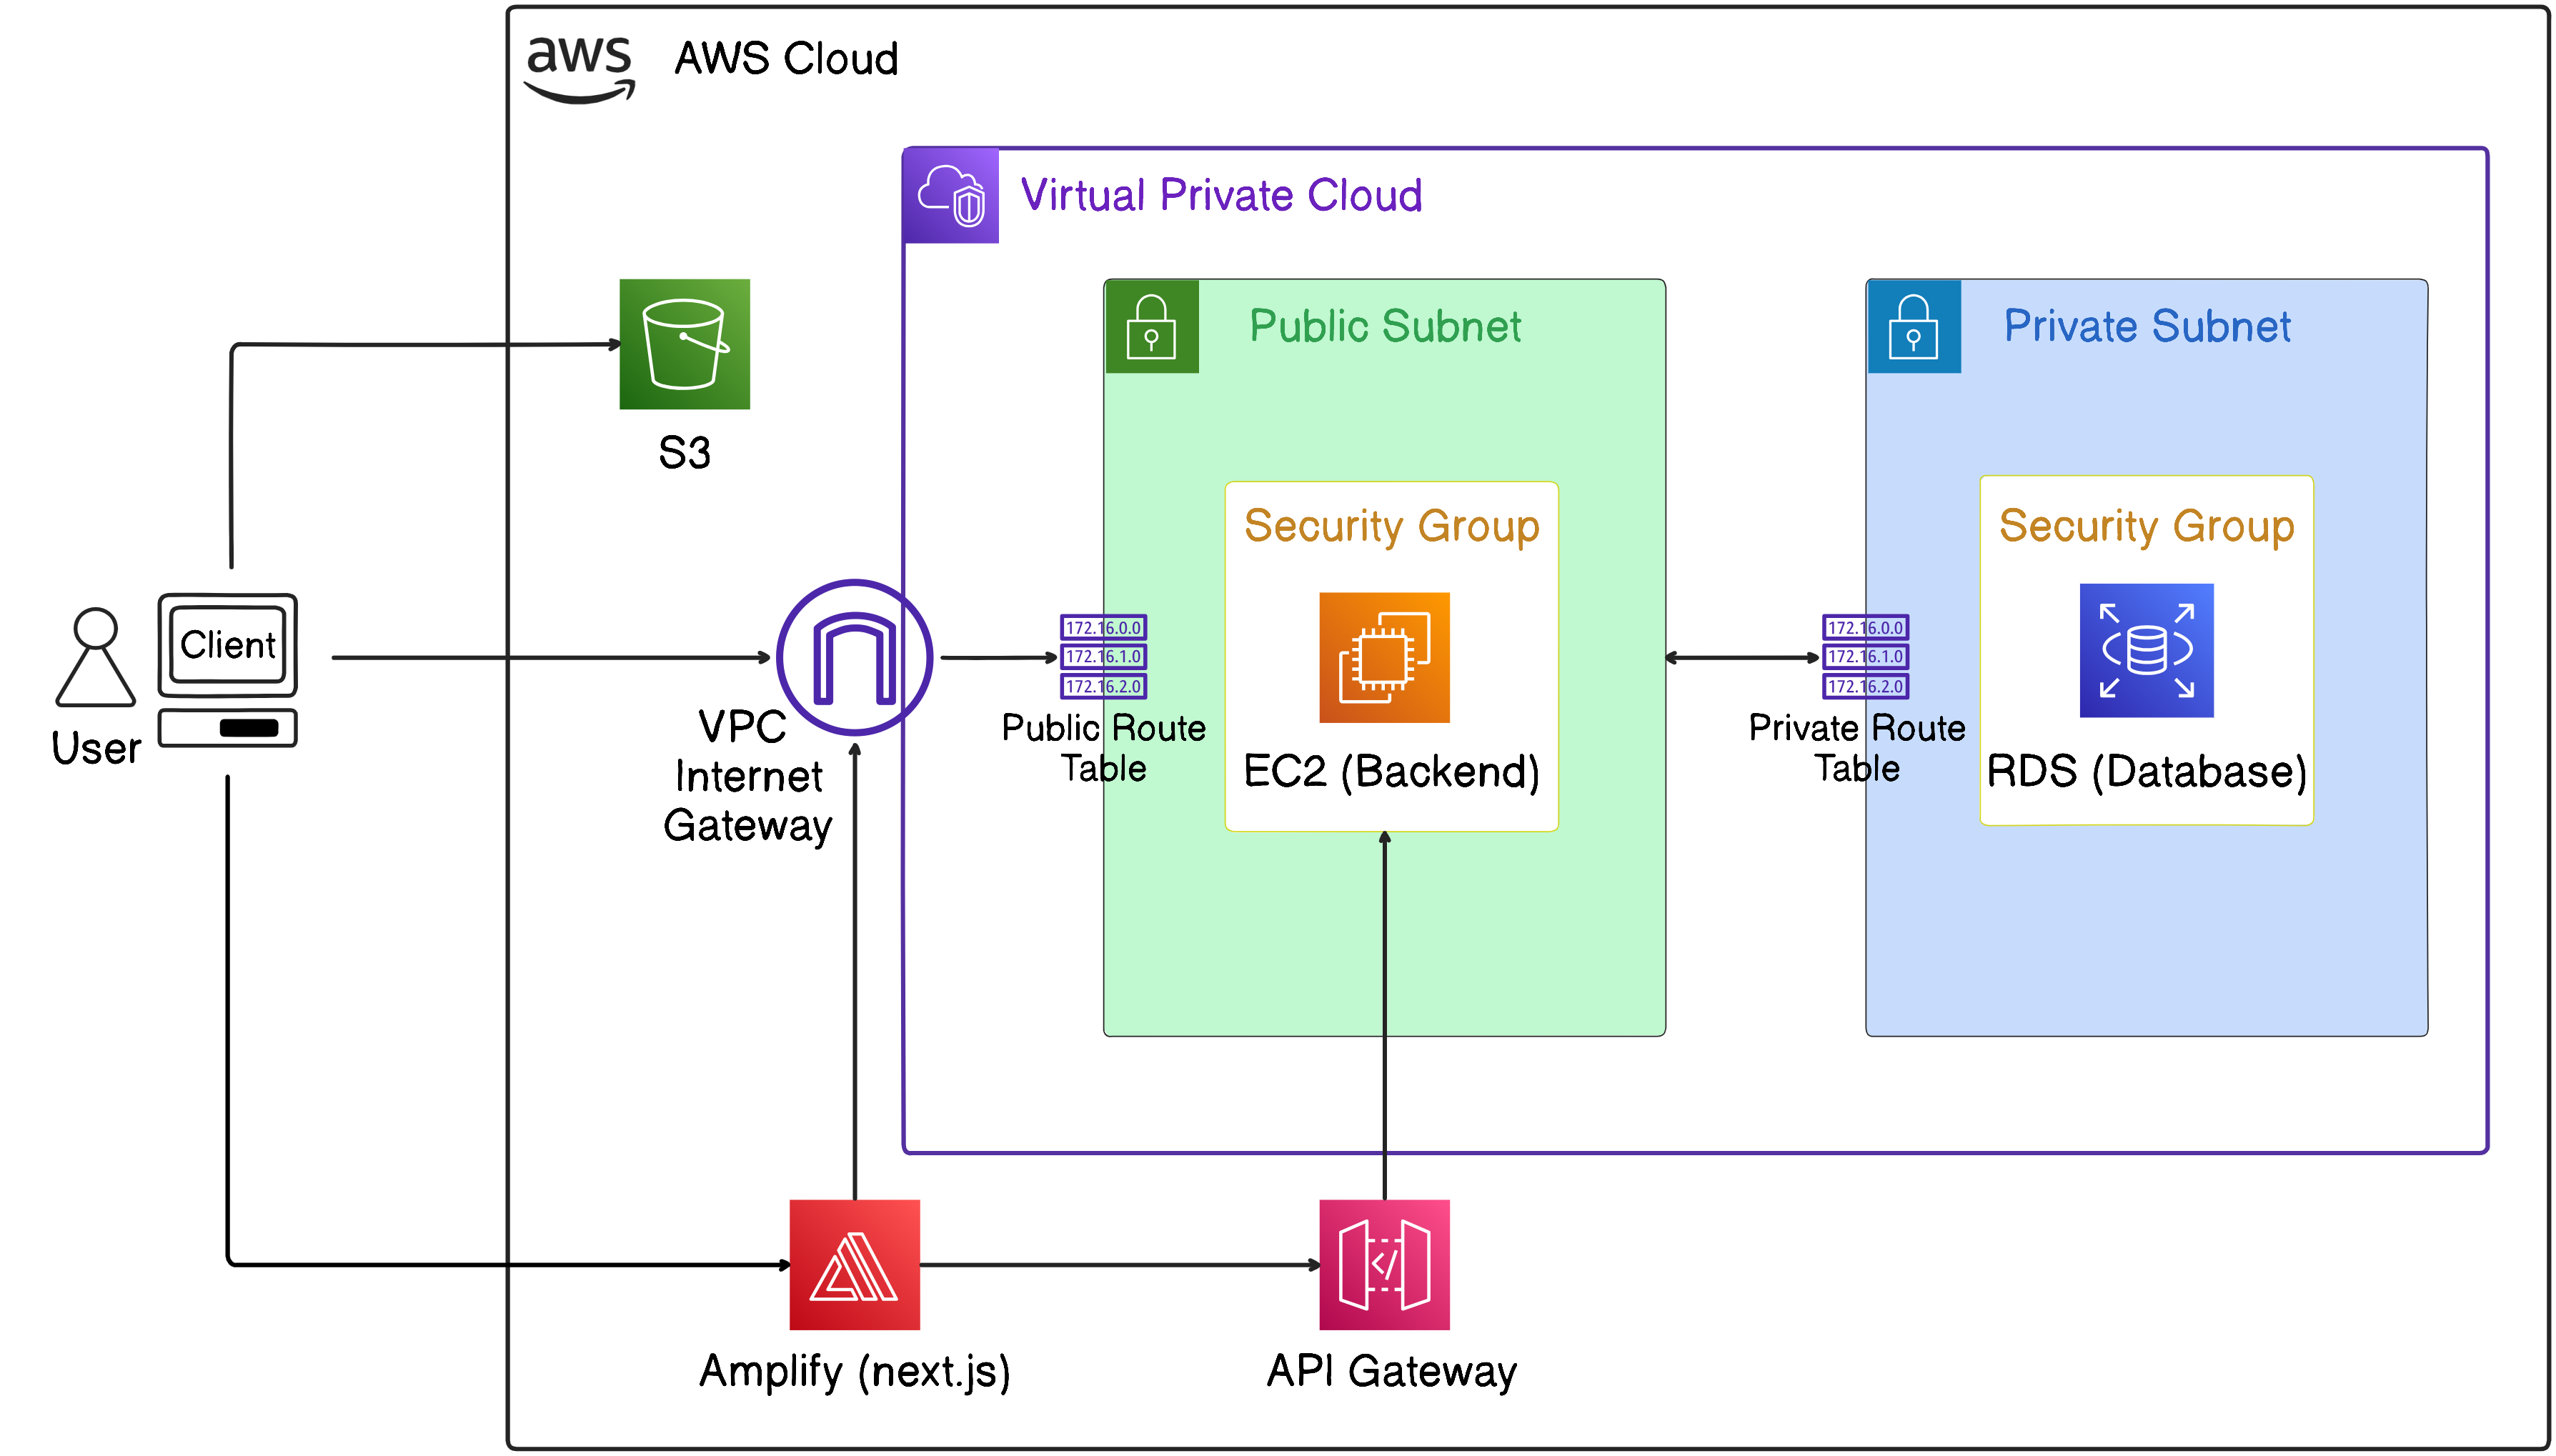 aws
AWS Cloud
Virtual Private Cloud
Public Subnet
Private Subnet
S3
Security Group
Security Group
Client
User
VPC
Internet
Gateway
172.16.0.0
172.16.1.0
172.16.2.0
Public Route
Table
EC2 (Backend)
172.16.0.0
172.16.1.0
172.16.2.0
Private Route
Table
RDS (Database)
Amplify (next.js)
</>
API Gateway